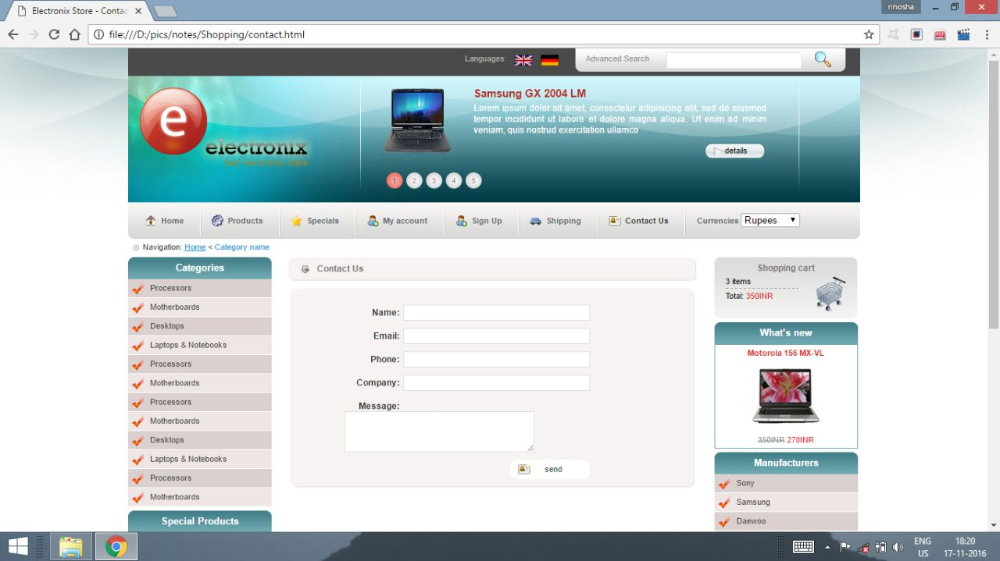 Electronix Store - Contac
rinosha
file:///D:/pics/notes/Shopping/contact.html
Languages:
Advanced Search
Samsung GX 2004 LM
Lorem ipsum dolor sit amet, consectetur adipisicing elit, sed do eiusmod
tempor incididunt ut labore et dolore magna aliqua. Ut enim ad minim
veniam, quis nostrud exercitation ullamco
details
e
electronix
best electronix online
1 2 3 4 5
Home Products Specials My account Sign Up Shipping Contact Us Currencies Rupees
Navigation: Home < Category name
Categories
Processors
Motherboards
Desktops
Laptops & Notebooks
Processors
Motherboards
Processors
Motherboards
Desktops
Laptops & Notebooks
Processors
Motherboards
Special Products
Contact Us
Name:
Email:
Phone:
Company:
Message:
send
Shopping cart
3 items
Total: 350INR
What's new
Motorola 156 MX-VL
350INR 270INR
Manufacturers
Sony
Samsung
Daewoo
ENG
US
18:20
17-11-2016